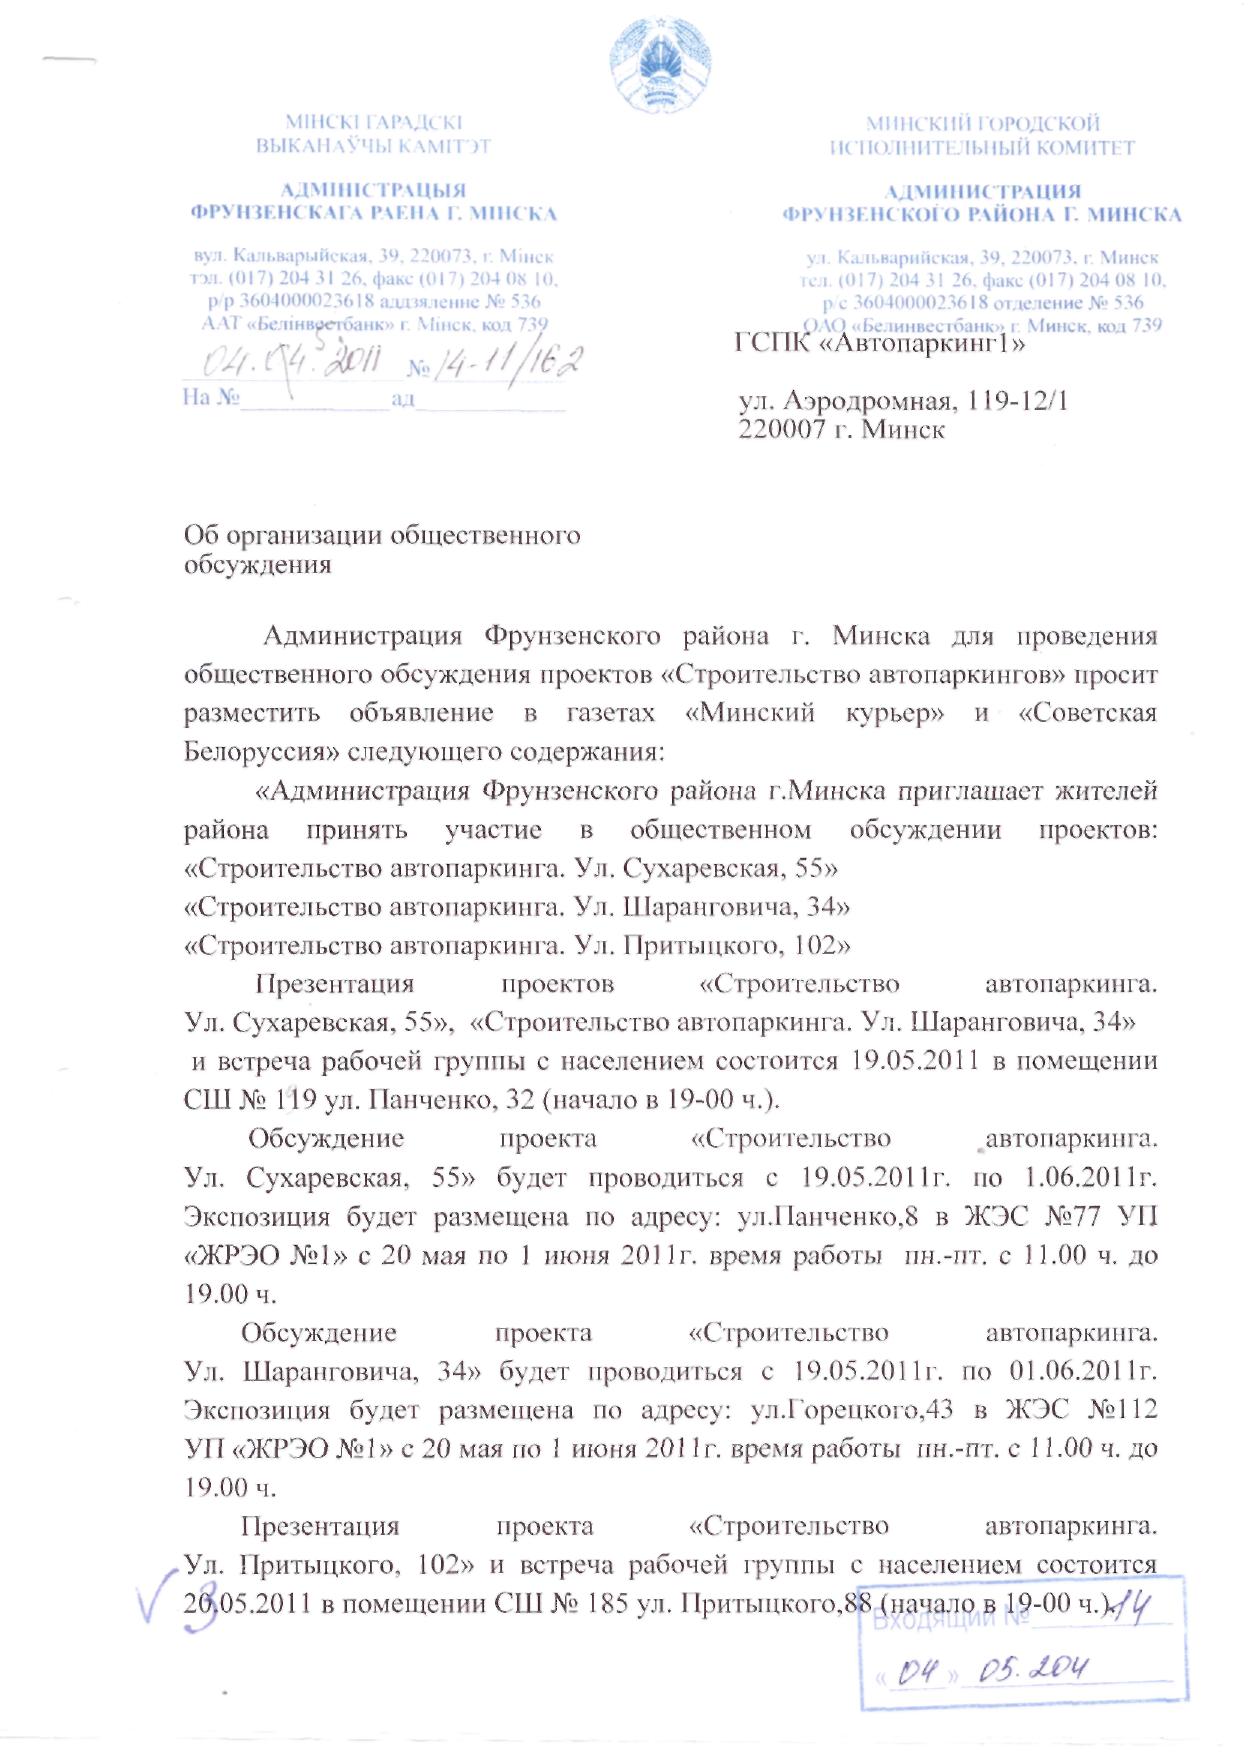 МІНСКІ ГАРАДСКІ
ВЫКАНАЎЧЫ КАМІТЭТ
АДМІНІСТРАЦЫЯ
ФРУНЗЕНСКАГА РАЕНА Г. МІНСКА
вул. Кальварыйская, 39, 220073, г. Мінск
тэл. (017) 204 31 26, факс (017) 204 08 10,
р/р 3604000023618 аддзяленне № 536
ААТ «Белінвестбанк» г. Мінск, код 739
04.04.2011 № 14-11/162
На № ад
МИНСКИЙ ГОРОДСКОЙ
ИСПОЛНИТЕЛЬНЫЙ КОМИТЕТ
АДМИНИСТРАЦИЯ
ФРУНЗЕНСКОГО РАЙОНА Г. МИНСКА
ул. Кальварийская, 39, 220073, г. Минск
тел. (017) 204 31 26, факс (017) 204 08 10,
р/с 3604000023618 отделение № 536
ОАО «Белинвестбанк» г. Минск, код 739
ГСПК «Автопаркинг1»
ул. Аэродромная, 119-12/1
220007 г. Минск
Об организации общественного
обсуждения
Администрация Фрунзенского района г. Минска для проведения
общественного обсуждения проектов «Строительство автопаркингов» просит
разместить объявление в газетах «Минский курьер» и «Советская
Белоруссия» следующего содержания:
«Администрация Фрунзенского района г.Минска приглашает жителей
района принять участие в общественном обсуждении проектов:
«Строительство автопаркинга. Ул. Сухаревская, 55»
«Строительство автопаркинга. Ул. Шаранговича, 34»
«Строительство автопаркинга. Ул. Притыцкого, 102»
Презентация проектов «Строительство автопаркинга.
Ул. Сухаревская, 55», «Строительство автопаркинга. Ул. Шаранговича, 34»
и встреча рабочей группы с населением состоится 19.05.2011 в помещении
СШ № 119 ул. Панченко, 32 (начало в 19-00 ч.).
Обсуждение проекта «Строительство автопаркинга.
Ул. Сухаревская, 55» будет проводиться с 19.05.2011г. по 1.06.2011г.
Экспозиция будет размещена по адресу: ул.Панченко,8 в ЖЭС №77 УП
«ЖРЭО №1» с 20 мая по 1 июня 2011г. время работы пн.-пт. с 11.00 ч. до
19.00 ч.
Обсуждение проекта «Строительство автопаркинга.
Ул. Шаранговича, 34» будет проводиться с 19.05.2011г. по 01.06.2011г.
Экспозиция будет размещена по адресу: ул.Горецкого,43 в ЖЭС №112
УП «ЖРЭО №1» с 20 мая по 1 июня 2011г. время работы пн.-пт. с 11.00 ч. до
19.00 ч.
Презентация проекта «Строительство автопаркинга.
Ул. Притыцкого, 102» и встреча рабочей группы с населением состоится
20.05.2011 в помещении СШ № 185 ул. Притыцкого,88 (начало в 19-00 ч.).
Входящий № 14
«04» 05.2011